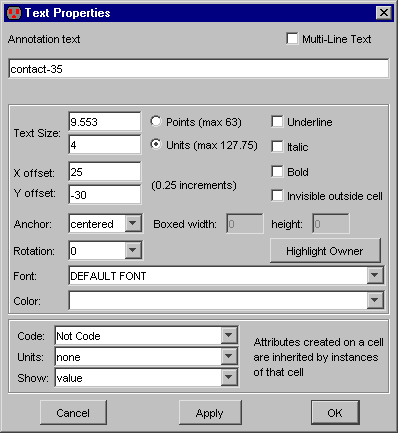 Text Properties
Annotation text
Multi-Line Text
contact-35
Text Size:
9.553
Points (max 63)
Underline
4
Units (max 127.75)
Italic
X offset:
25
Bold
Y offset:
-30
(0.25 increments)
Invisible outside cell
Anchor:
centered
Boxed width:
0
height:
0
Rotation:
0
Highlight Owner
Font:
DEFAULT FONT
Color:
Code:
Not Code
Attributes created on a cell
Units:
none
are inherited by instances
Show:
value
of that cell
Cancel
Apply
OK